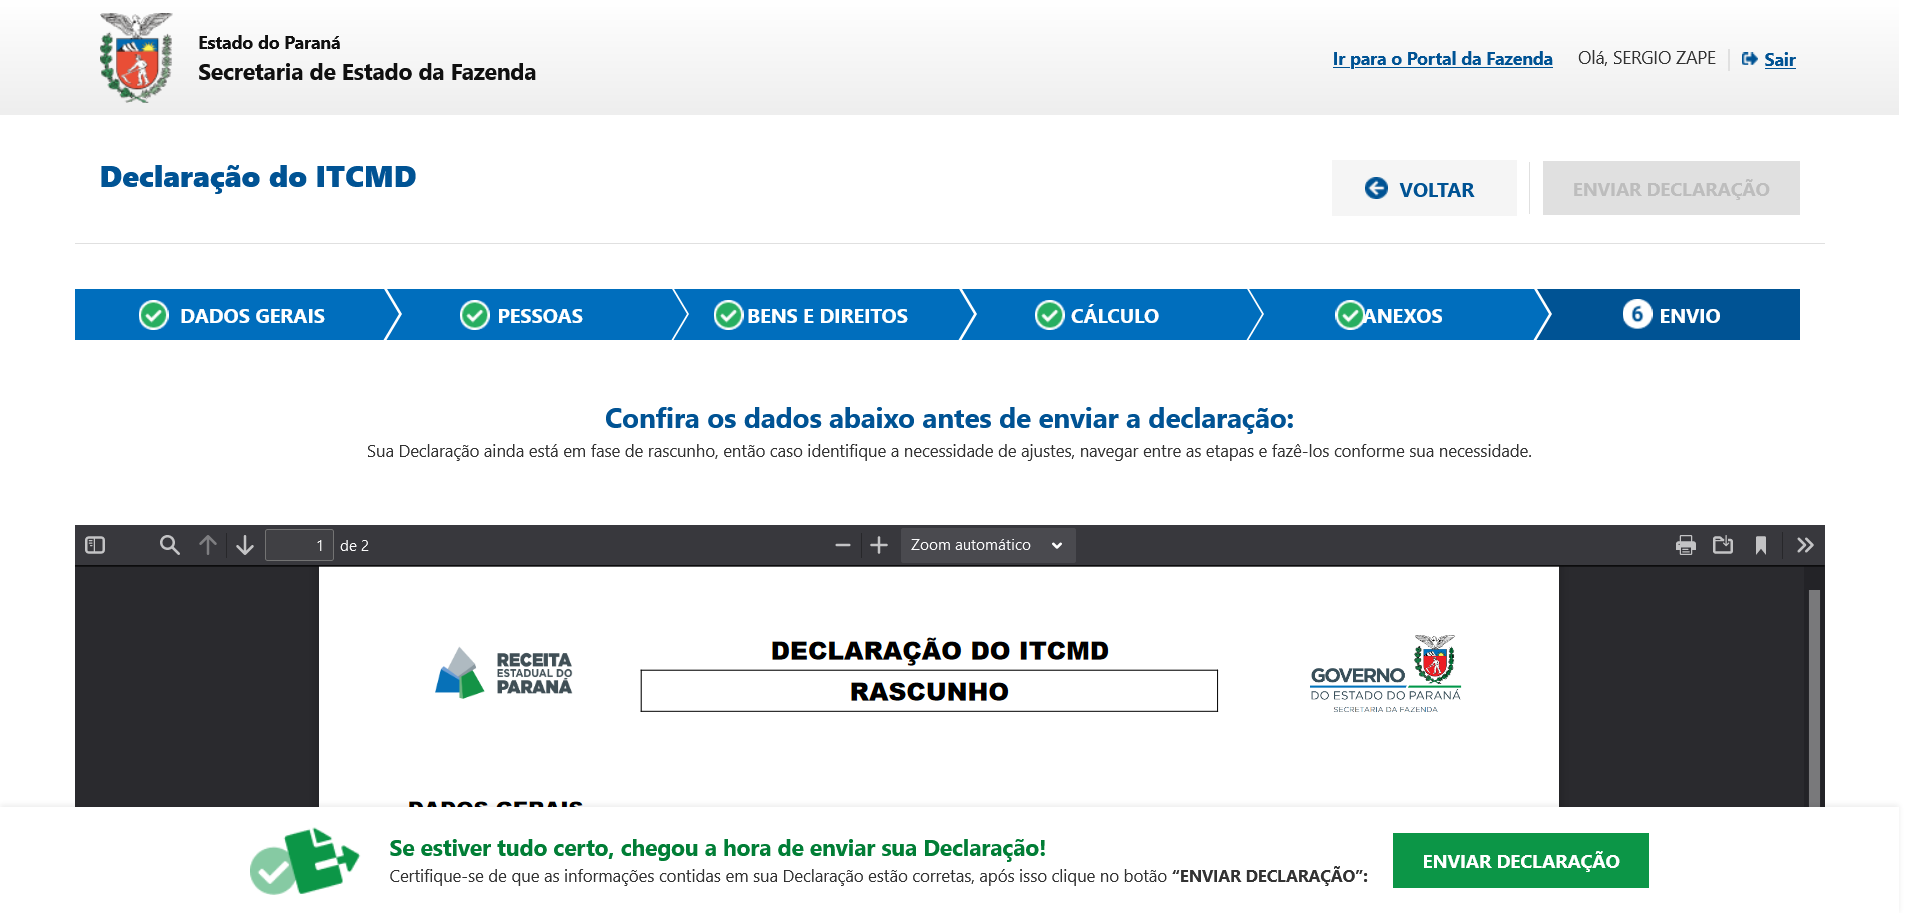 Estado do Paraná
Secretaria de Estado da Fazenda
Ir para o Portal da Fazenda
Olá, SERGIO ZAPE
Sair
Declaração do ITCMD
VOLTAR
ENVIAR DECLARAÇÃO
DADOS GERAIS
PESSOAS
BENS E DIREITOS
CÁLCULO
ANEXOS
6 ENVIO
Confira os dados abaixo antes de enviar a declaração:
Sua Declaração ainda está em fase de rascunho, então caso identifique a necessidade de ajustes, navegar entre as etapas e fazê-los conforme sua necessidade.
1 de 2
Zoom automático
RECEITA
ESTADUAL DO
PARANÁ
DECLARAÇÃO DO ITCMD
RASCUNHO
GOVERNO
DO ESTADO DO PARANÁ
SECRETARIA DA FAZENDA
DADOS GERAIS
Se estiver tudo certo, chegou a hora de enviar sua Declaração!
Certifique-se de que as informações contidas em sua Declaração estão corretas, após isso clique no botão “ENVIAR DECLARAÇÃO”:
ENVIAR DECLARAÇÃO